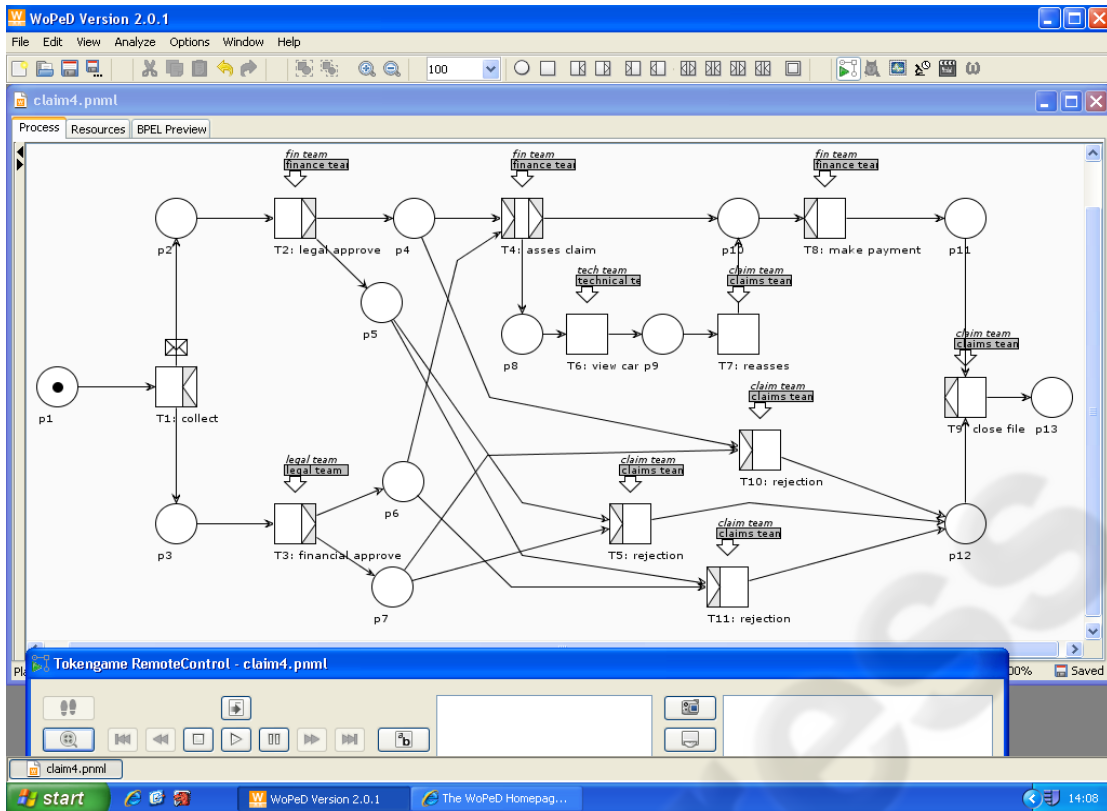 WoPeD Version 2.0.1
File Edit View Analyze Options Window Help
100
claim4.pnml
Process Resources BPEL Preview
fin team fin team fin team
finance tear finance tear finance tear
p2 T2: legal approve p4 T4: asses claim p10 T8: make payment p11
tech team claim team
technical te claims tean
p5
p8 T6: view car p9 T7: reasses
claim team
claims tean
p1 T1: collect
claim team
claims tean
T9: close file p13
legal team claim team
legal team claims tean
T10: rejection
p6
claim team
claims tean
p3 T3: financial approve T5: rejection p12
p7 T11: rejection
Tokengame RemoteControl - claim4.pnml
Pla
00% Saved
ab
claim4.pnml
start WoPeD Version 2.0.1 The WoPeD Homepag... 14:08